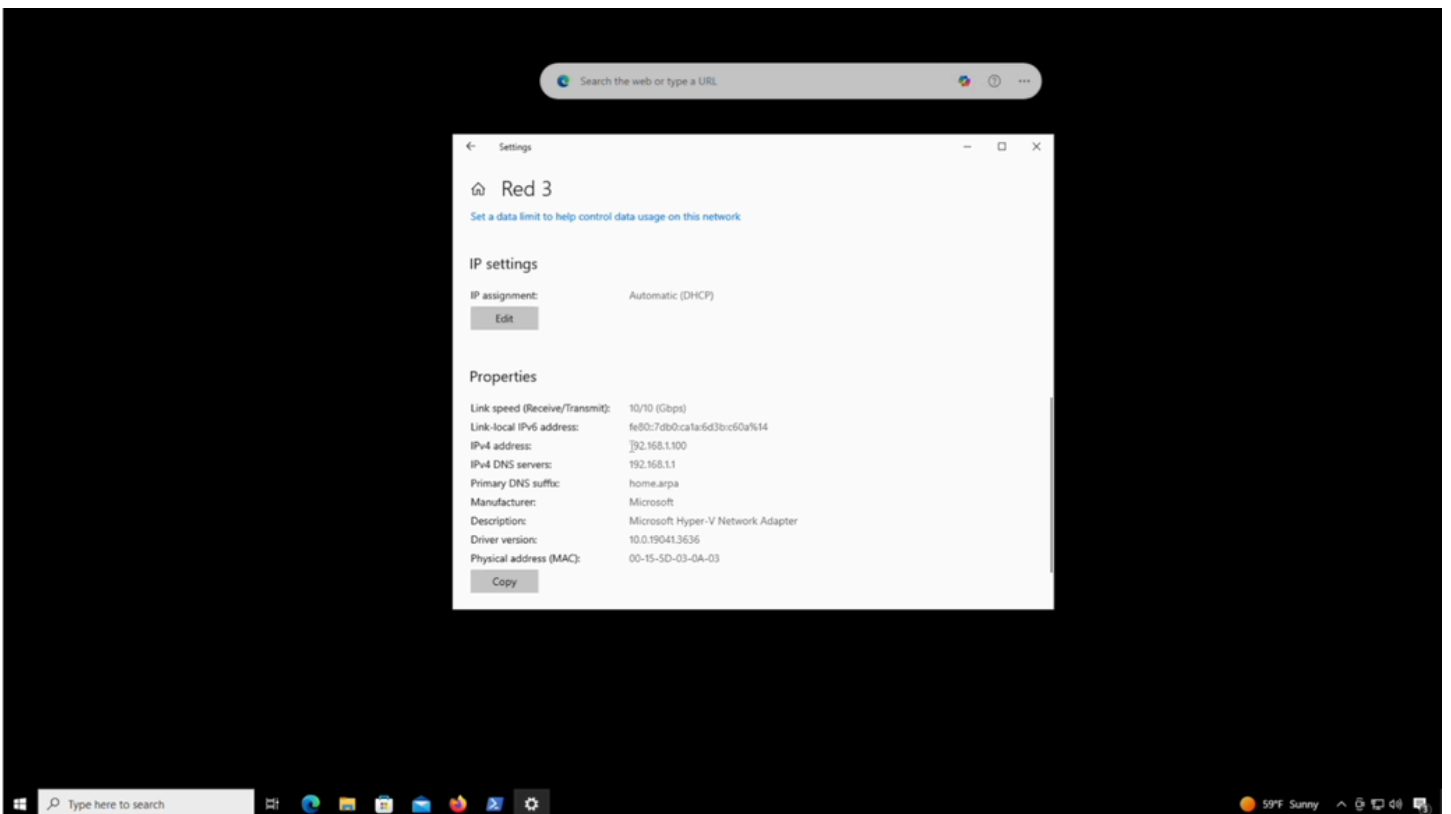 Search the web or type a URL
Settings
Red 3
Set a data limit to help control data usage on this network
IP settings
IP assignment: Automatic (DHCP)
Edit
Properties
Link speed (Receive/Transmit): 10/10 (Gbps)
Link-local IPv6 address: fe80::7db0:ca1a:6d3b:c60a%14
IPv4 address: 192.168.1.100
IPv4 DNS servers: 192.168.1.1
Primary DNS suffix: home.arpa
Manufacturer: Microsoft
Description: Microsoft Hyper-V Network Adapter
Driver version: 10.0.19041.3636
Physical address (MAC): 00-15-5D-03-0A-03
Copy
Type here to search
59°F Sunny
3